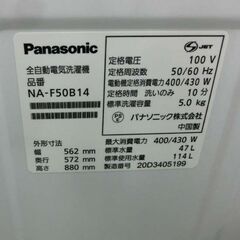 Panasonic
全自動電気洗濯機
品番
NA-F50B14
外形寸法
幅 562 mm
奥行 572 mm
高さ 880 mm
JET
定格電圧 100 V
定格周波数 50/60 Hz
電動機定格消費電力 400/430 W
定格時間 洗いのみ 10 分
標準洗濯容量 5.0 kg
パナソニック株式会社
中国製
最大消費電力 400/430 W
標準水量 47 L
標準使用水量 114 L
製造番号 20D3405199